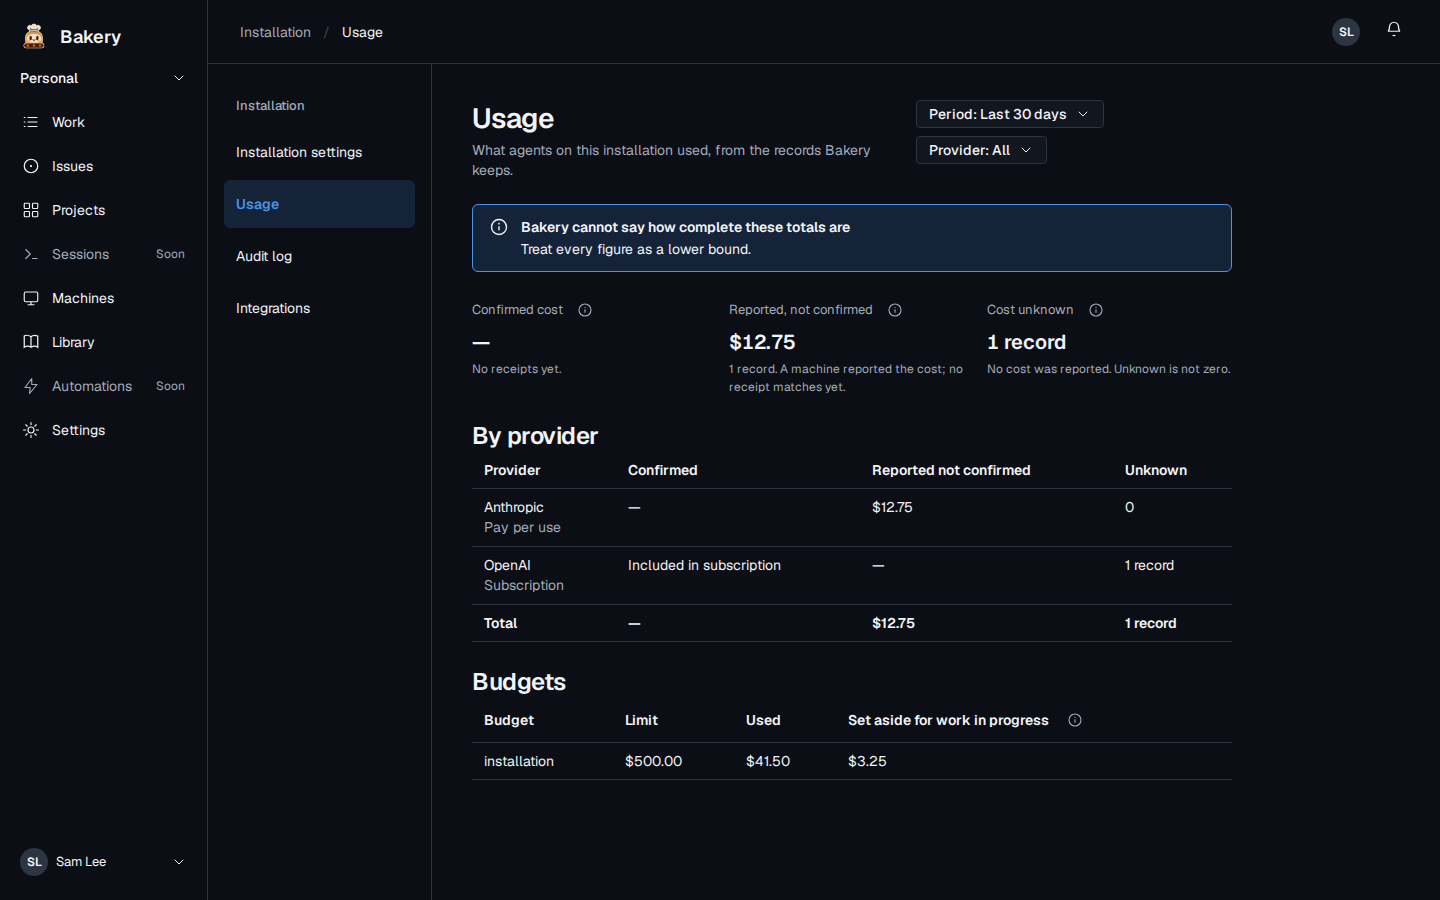 Bakery
Personal
Work
Issues
Projects
Sessions Soon
Machines
Library
Automations Soon
Settings
SL Sam Lee
Installation / Usage
SL
Installation
Installation settings
Usage
Audit log
Integrations
Usage
What agents on this installation used, from the records Bakery
keeps.
Period: Last 30 days
Provider: All
Bakery cannot say how complete these totals are
Treat every figure as a lower bound.
Confirmed cost
—
No receipts yet.
Reported, not confirmed
$12.75
1 record. A machine reported the cost; no
receipt matches yet.
Cost unknown
1 record
No cost was reported. Unknown is not zero.
By provider
Provider Confirmed Reported not confirmed Unknown
Anthropic — $12.75 0
Pay per use
OpenAI Included in subscription — 1 record
Subscription
Total — $12.75 1 record
Budgets
Budget Limit Used Set aside for work in progress
installation $500.00 $41.50 $3.25